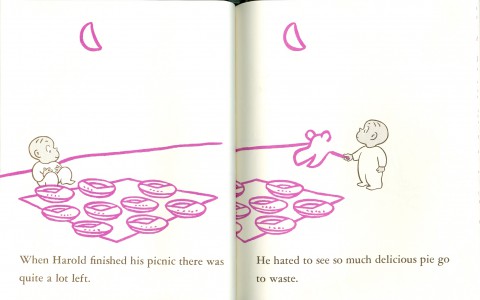 When Harold finished his picnic there was
quite a lot left.
He hated to see so much delicious pie go
to waste.